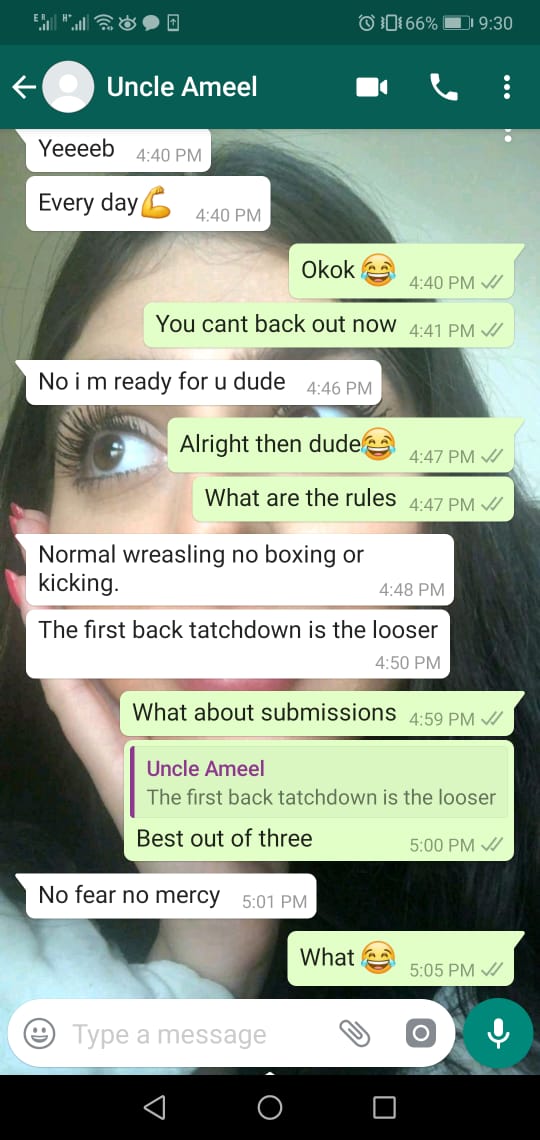 E R H+ 66% 9:30
Uncle Ameel
Yeeeeb 4:40 PM
Every day💪 4:40 PM
Okok 😂 4:40 PM
You cant back out now 4:41 PM
No i m ready for u dude 4:46 PM
Alright then dude😂 4:47 PM
What are the rules 4:47 PM
Normal wreasling no boxing or
kicking. 4:48 PM
The first back tatchdown is the looser
4:50 PM
What about submissions 4:59 PM
Uncle Ameel
The first back tatchdown is the looser
Best out of three 5:00 PM
No fear no mercy 5:01 PM
What 😂 5:05 PM
Type a message